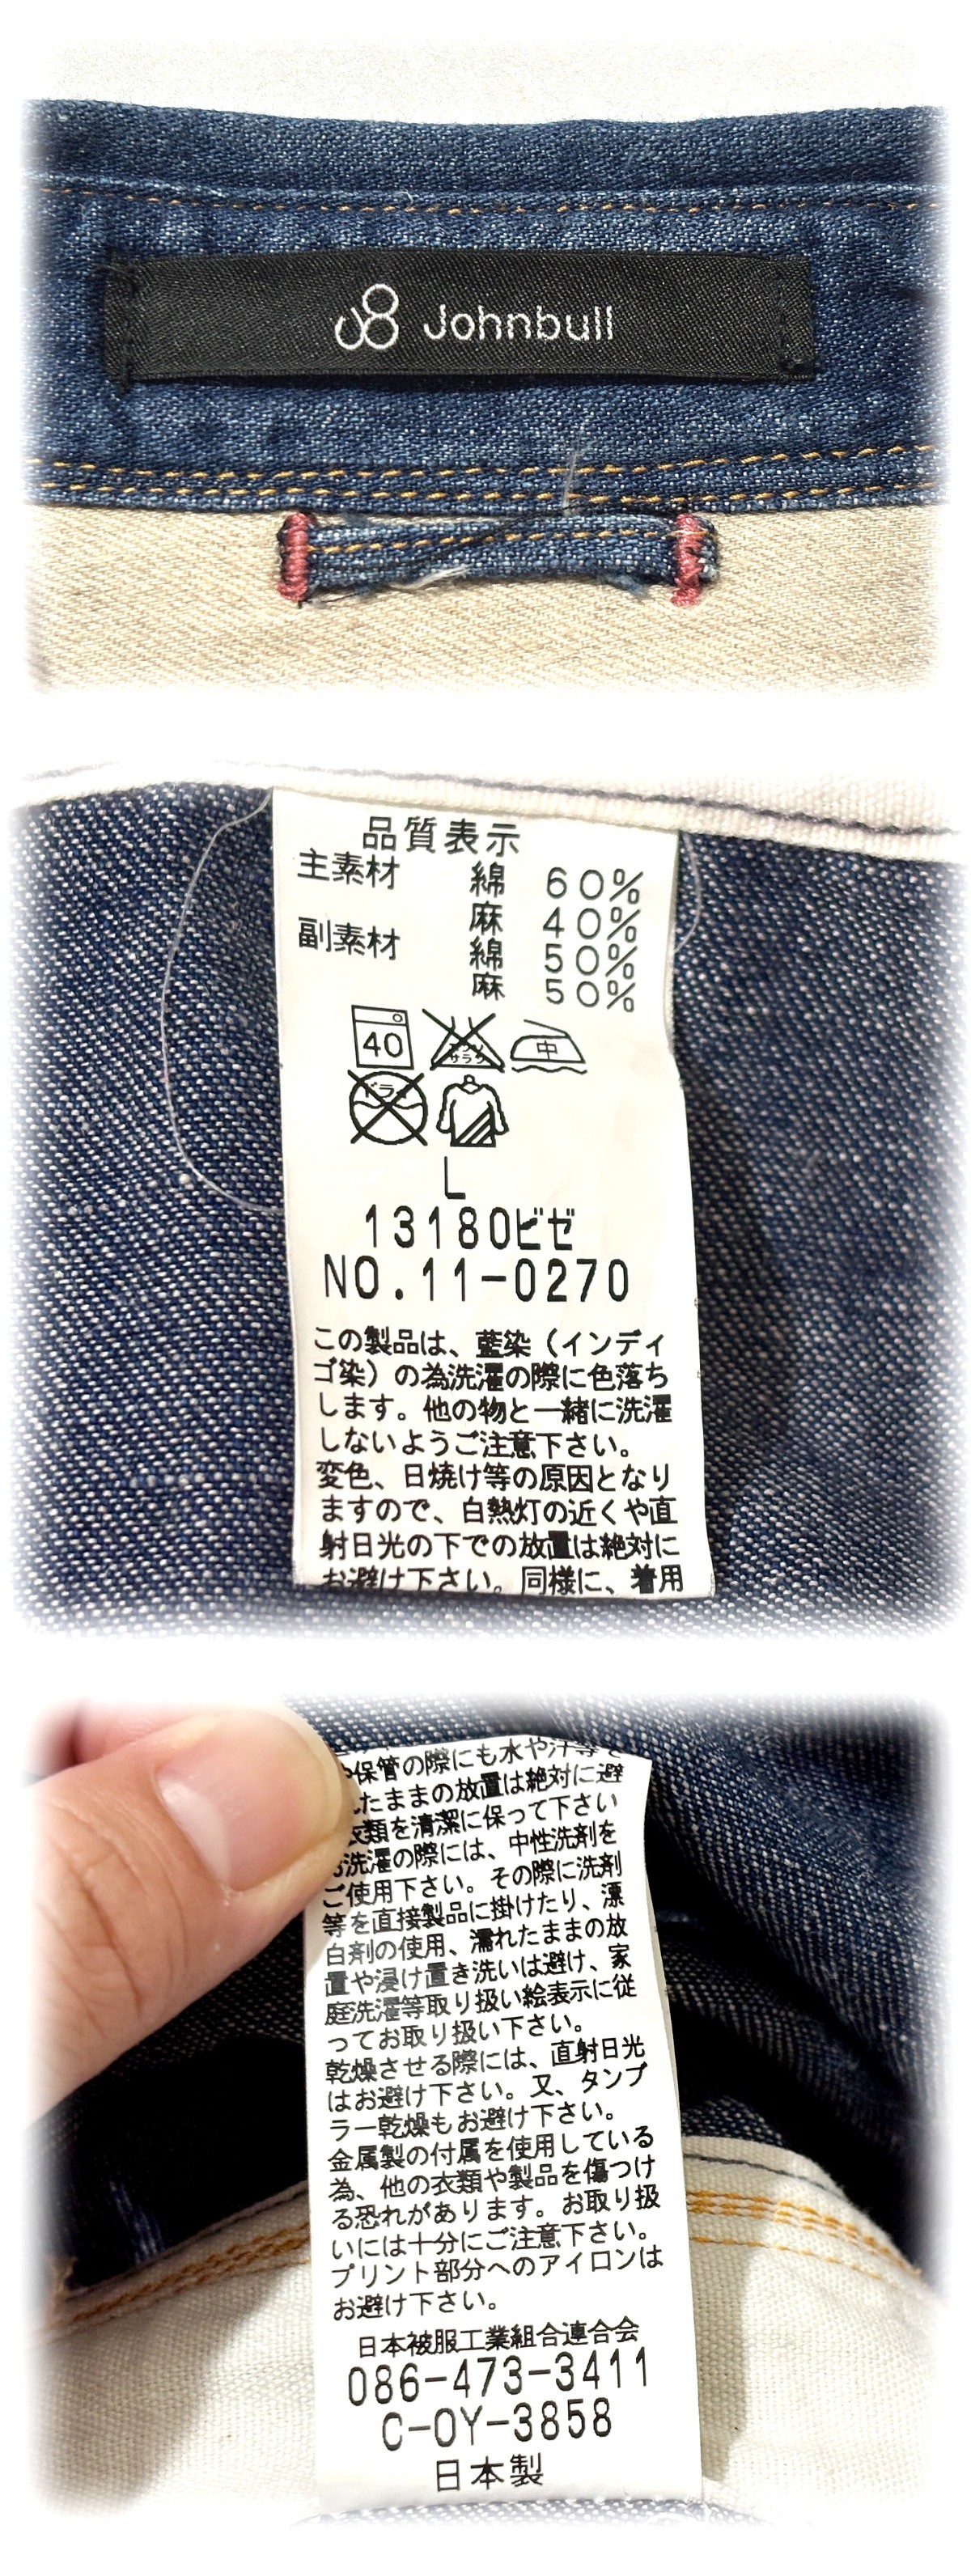 Johnbull
品質表示
主素材 綿 60%
麻 40%
副素材 綿 50%
麻 50%
40 エンソサラシ 中
ドライ
L
13180ビゼ
NO.11-0270
この製品は、藍染（インディ
ゴ染）の為洗濯の際に色落ち
します。他の物と一緒に洗濯
しないようご注意下さい。
変色、日焼け等の原因となり
ますので、白熱灯の近くや直
射日光の下での放置は絶対に
お避け下さい。同様に、着用
や保管の際にも水や汗等を
たままの放置は絶対に避
衣類を清潔に保って下さい
洗濯の際には、中性洗剤を
ご使用下さい。その際に洗剤
等を直接製品に掛けたり、漂
白剤の使用、濡れたままの放
置や浸け置き洗いは避け、家
庭洗濯等取り扱い絵表示に従
ってお取り扱い下さい。
乾燥させる際には、直射日光
はお避け下さい。又、タンブ
ラー乾燥もお避け下さい。
金属製の付属を使用している
為、他の衣類や製品を傷つけ
る恐れがあります。お取り扱
いには十分にご注意下さい。
プリント部分へのアイロンは
お避け下さい。
日本被服工業組合連合会
086-473-3411
C-OY-3858
日本製